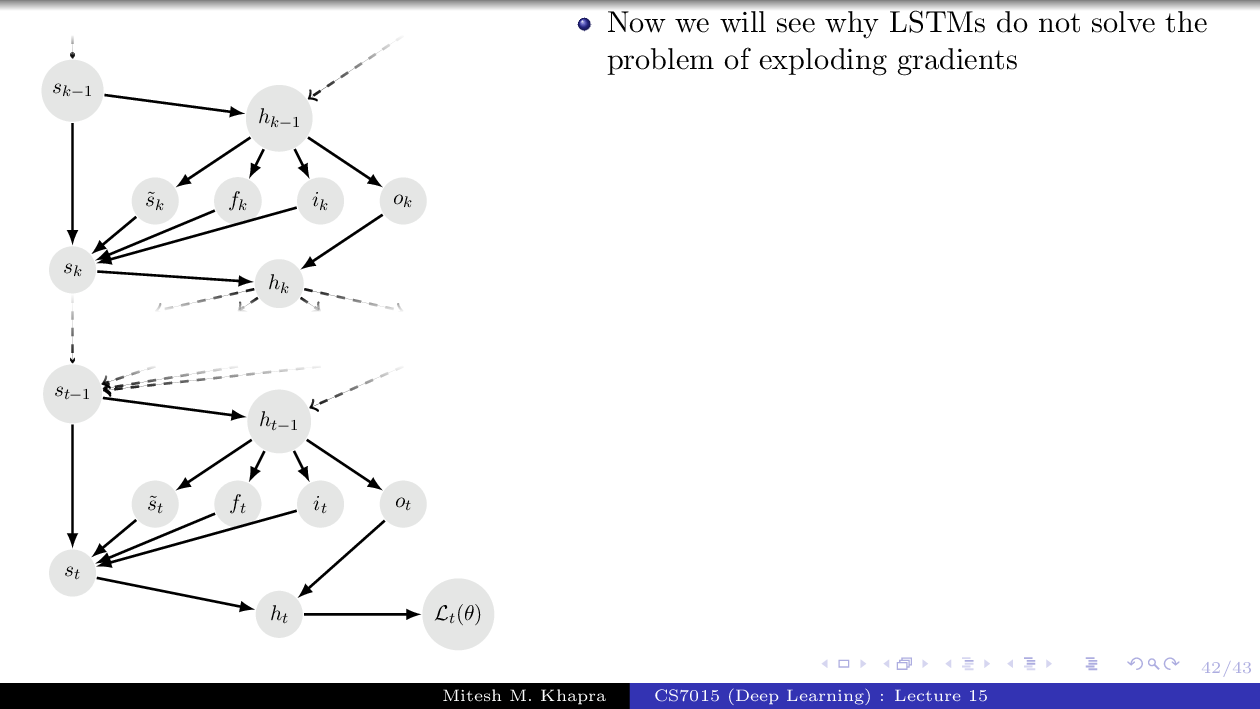 Now we will see why LSTMs do not solve the
problem of exploding gradients
s_{k−1}
h_{k−1}
s̃_k f_k i_k o_k
s_k
h_k
s_{t−1}
h_{t−1}
s̃_t f_t i_t o_t
s_t
h_t
ℒ_t(θ)
42/43
Mitesh M. Khapra CS7015 (Deep Learning) : Lecture 15